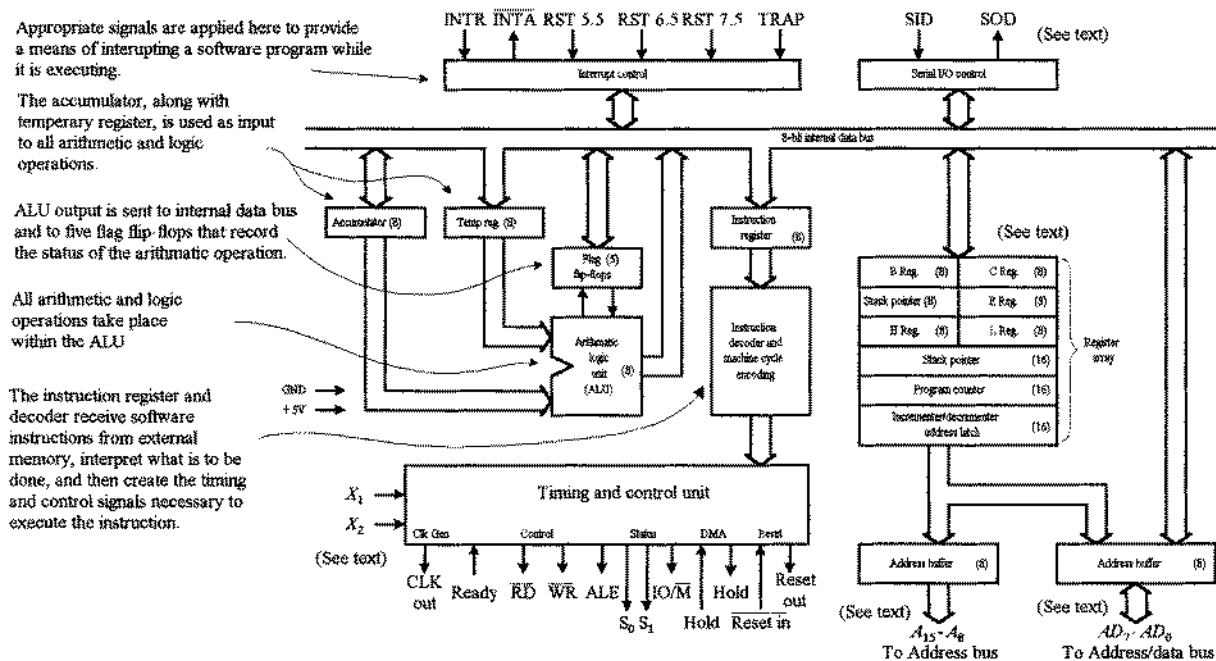 Appropriate signals are applied here to provide
a means of interupting a software program while
it is executing.
The accumulator, along with
temperary register, is used as input
to all arithmetic and logic
operations.
ALU output is sent to internal data bus
and to five flag flip-flops that record
the status of the arithmatic operation.
All arithmetic and logic
operations take place
within the ALU
The instruction register and
decoder receive software
instructions from external
memory, interpret what is to be
done, and then create the timing
and control signals necessary to
execute the instruction.
INTR INTA RST 5.5 RST 6.5 RST 7.5 TRAP
SID SOD
(See text)
Interrupt control
Serial I/O control
8-bit internal data bus
Accumulator (8)
Temp reg. (8)
Instruction
register
(8)
(See text)
Flag (5)
flip-flops
Arithmatic
logic
unit
(ALU)
(8)
Instruction
decoder and
machine cycle
encoding
B Reg. (8)
C Reg. (8)
Stack pointer (8)
Reg.
H Reg. (8)
L Reg. (8)
Stack pointer (16)
Program counter (16)
Incrementer/decrementer
address latch
(16)
Register
array
GND
+5V
X₁
X₂
(See text)
Timing and control unit
Clk Gen Control Status DMA
CLK
out
Ready
RD
WR
ALE
S₀ S₁
IO/M
Hold
Hold
Reset in
Reset
out
Address buffer (8)
Address buffer (8)
(See text)
(See text)
A₁₅- A₈
To Address bus
AD₇- AD₀
To Address/data bus